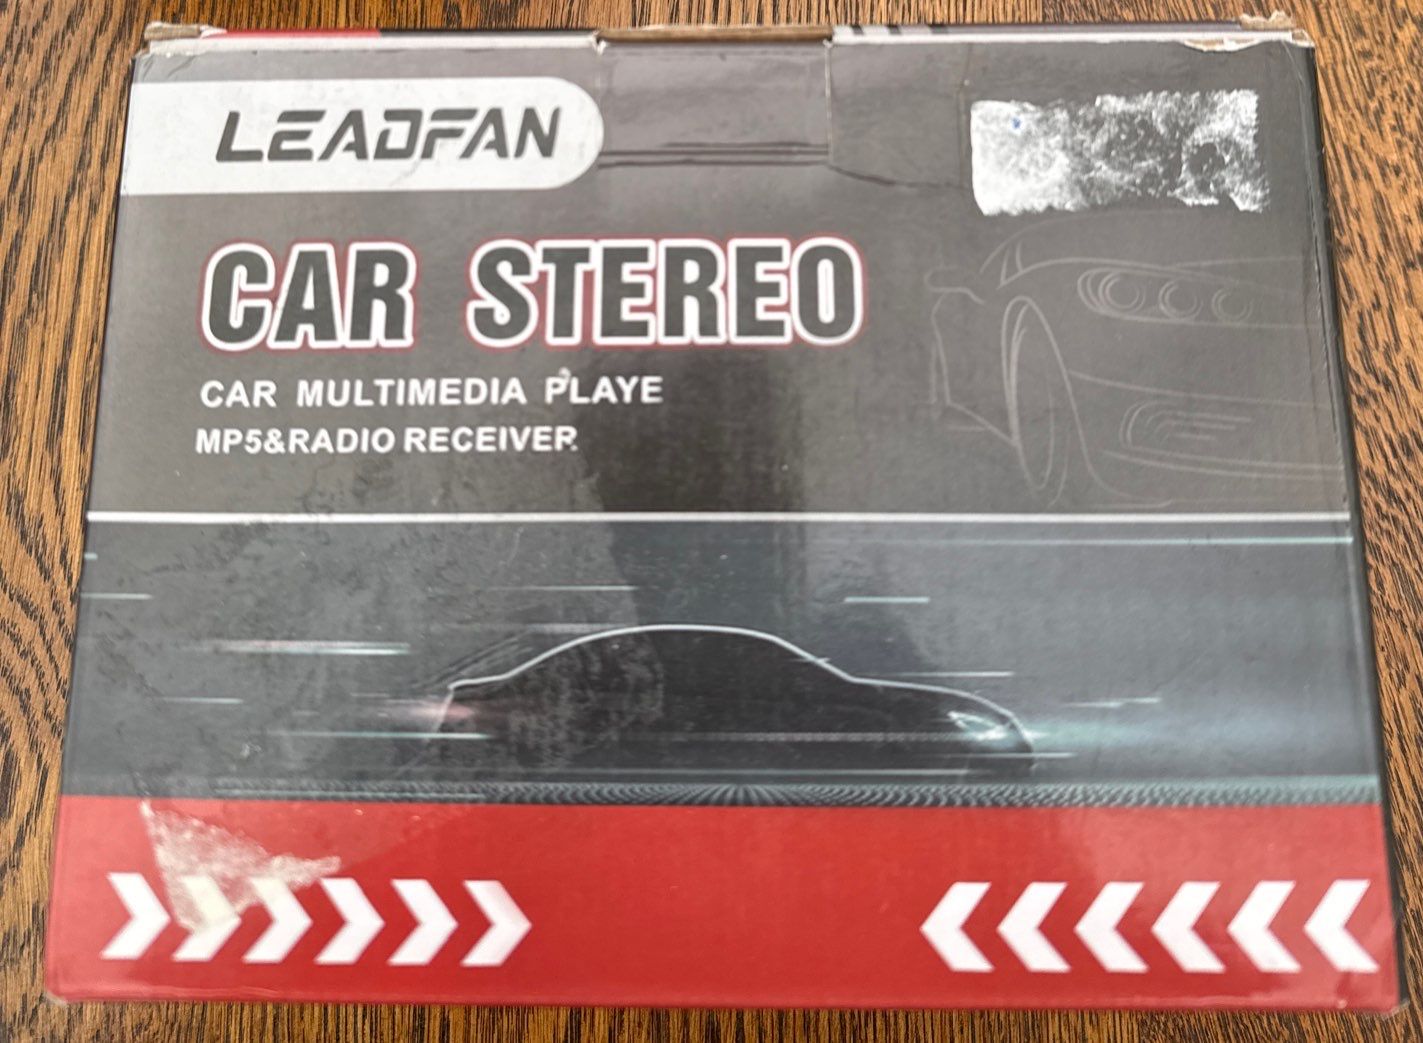 LEADFAN
CAR STEREO
CAR MULTIMEDIA PLAYE
MP5&RADIO RECEIVER